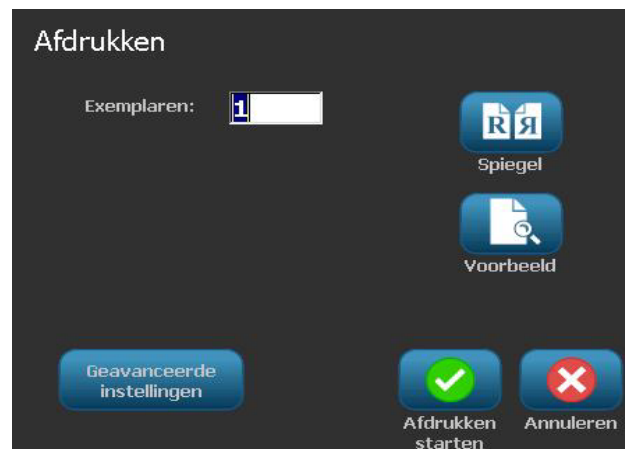 Afdrukken
Exemplaren: 1
R Я
Spiegel
Voorbeeld
Geavanceerde
instellingen
Afdrukken
starten
Annuleren